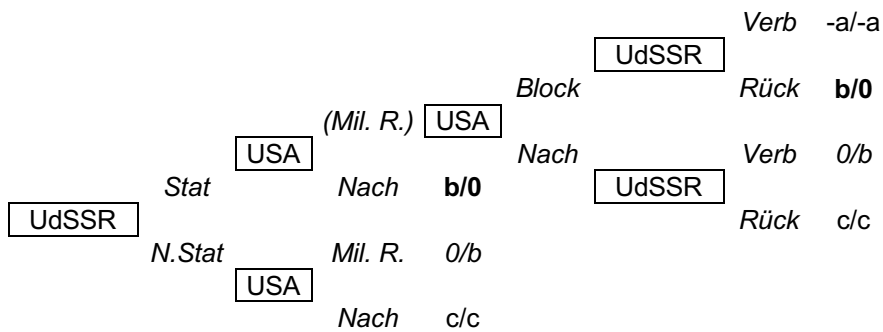 Verb -a/-a
UdSSR
Block Rück b/0
(Mil. R.) USA
USA Nach Verb 0/b
Stat Nach b/0 UdSSR
UdSSR Rück c/c
N.Stat Mil. R. 0/b
USA
Nach c/c